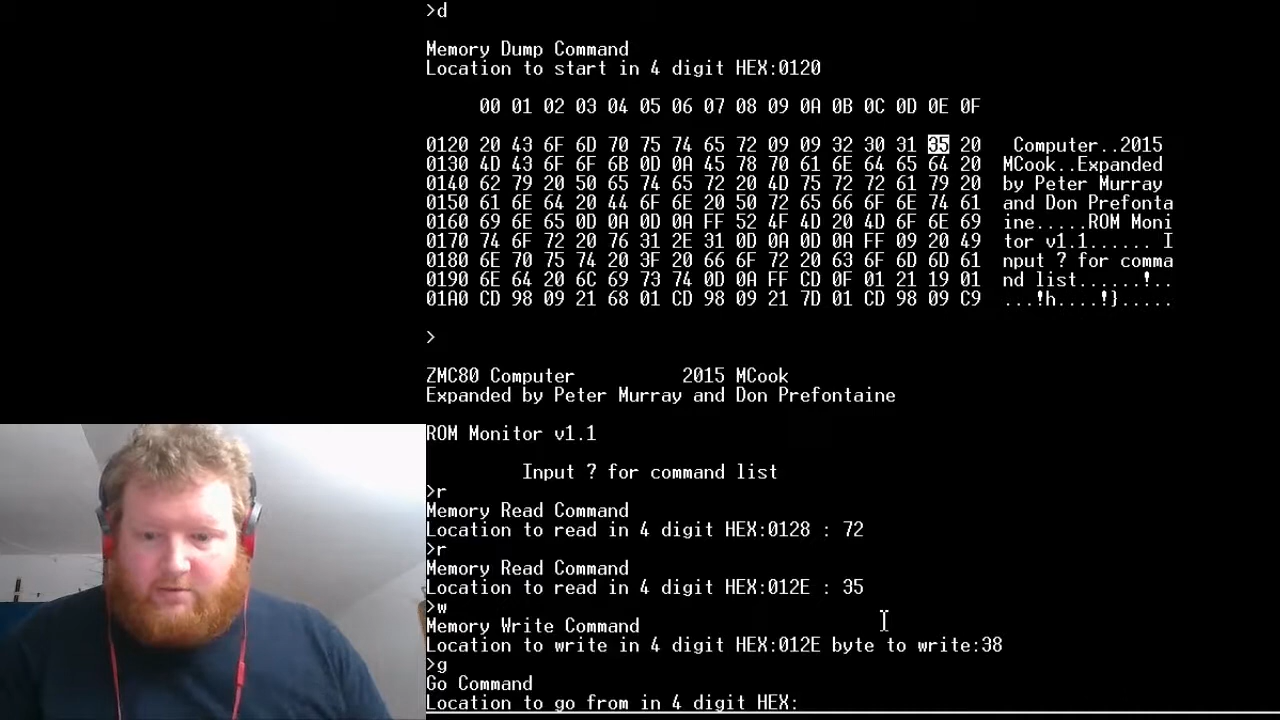 >d
Memory Dump Command
Location to start in 4 digit HEX:0120
00 01 02 03 04 05 06 07 08 09 0A 0B 0C 0D 0E 0F
0120 20 43 6F 6D 70 75 74 65 72 09 09 32 30 31 35 20  Computer..2015
0130 4D 43 6F 6F 6B 0D 0A 45 78 70 61 6E 64 65 64 20 MCook..Expanded
0140 62 79 20 50 65 74 65 72 20 4D 75 72 72 61 79 20 by Peter Murray
0150 61 6E 64 20 44 6F 6E 20 50 72 65 66 6F 6E 74 61 and Don Prefonta
0160 69 6E 65 0D 0A 0D 0A FF 52 4F 4D 20 4D 6F 6E 69 ine.....ROM Moni
0170 74 6F 72 20 76 31 2E 31 0D 0A 0D 0A FF 09 20 49 tor v1.1...... I
0180 6E 70 75 74 20 3F 20 66 6F 72 20 63 6F 6D 6D 61 nput ? for comma
0190 6E 64 20 6C 69 73 74 0D 0A FF CD 0F 01 21 19 01 nd list......!..
01A0 CD 98 09 21 68 01 CD 98 09 21 7D 01 CD 98 09 C9 ...!h....!}.....
>
ZMC80 Computer 2015 MCook
Expanded by Peter Murray and Don Prefontaine
ROM Monitor v1.1
Input ? for command list
>r
Memory Read Command
Location to read in 4 digit HEX:0128 : 72
>r
Memory Read Command
Location to read in 4 digit HEX:012E : 35
>w
Memory Write Command
Location to write in 4 digit HEX:012E byte to write:38
>g
Go Command
Location to go from in 4 digit HEX: